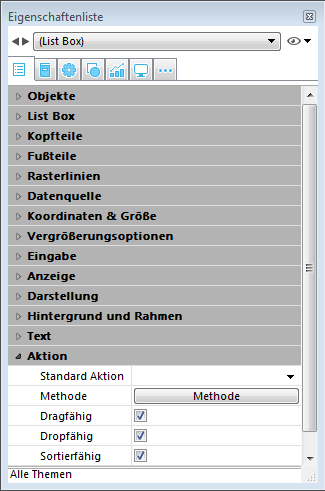 Eigenschaftenliste
(List Box)
Objekte
List Box
Kopfteile
Fußteile
Rasterlinien
Datenquelle
Koordinaten & Größe
Vergrößerungsoptionen
Eingabe
Anzeige
Darstellung
Hintergrund und Rahmen
Text
Aktion
Standard Aktion
Methode Methode
Dragfähig
Dropfähig
Sortierfähig
Alle Themen